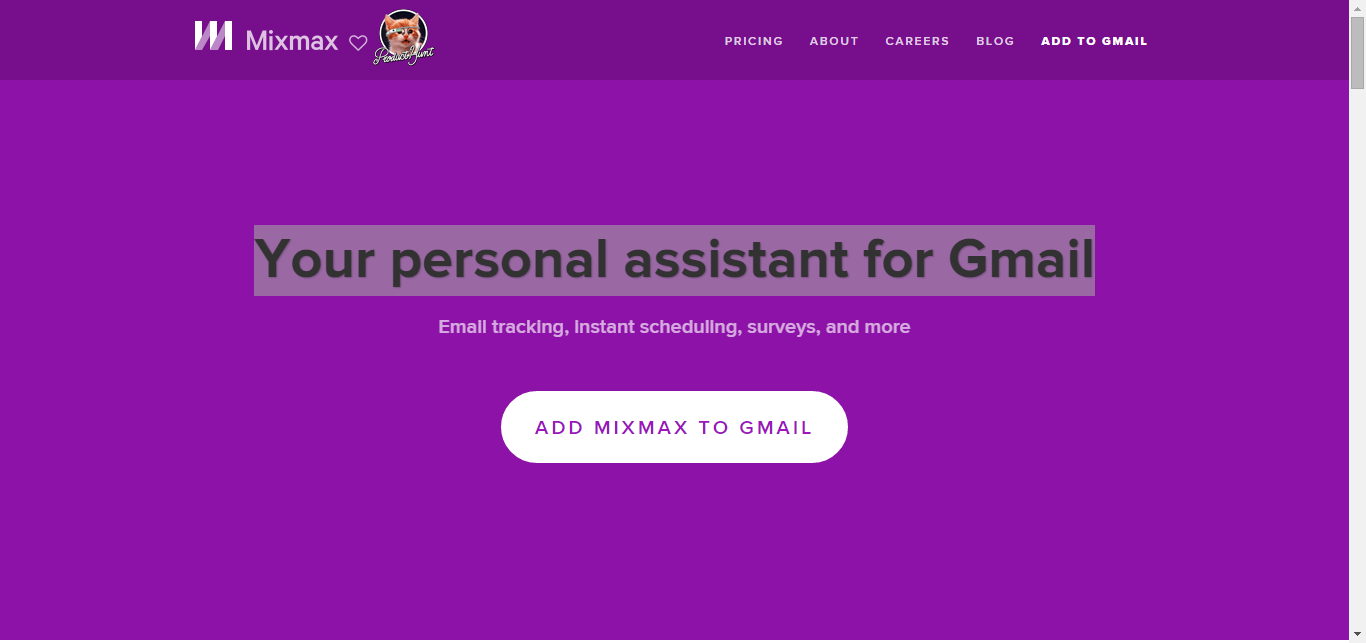 Mixmax
ProductHunt
PRICING ABOUT CAREERS BLOG ADD TO GMAIL
Your personal assistant for Gmail
Email tracking, instant scheduling, surveys, and more
ADD MIXMAX TO GMAIL